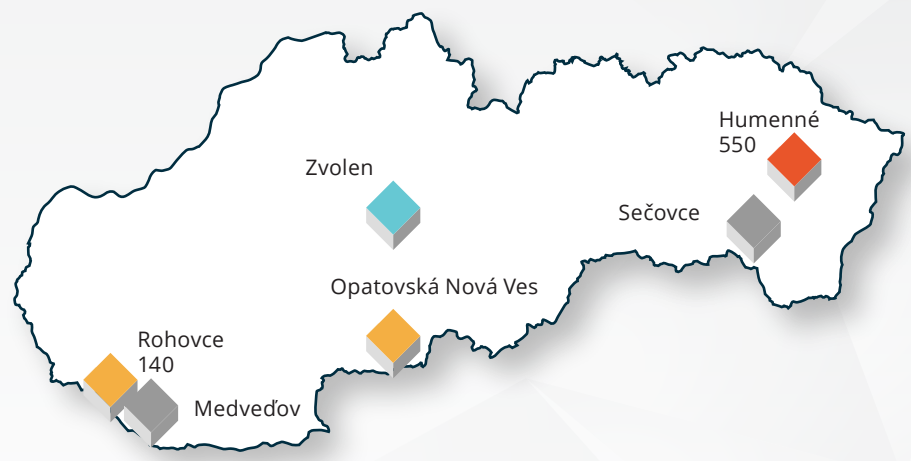 Humenné
550
Zvolen
Sečovce
Opatovská Nová Ves
Rohovce
140
Medveďov